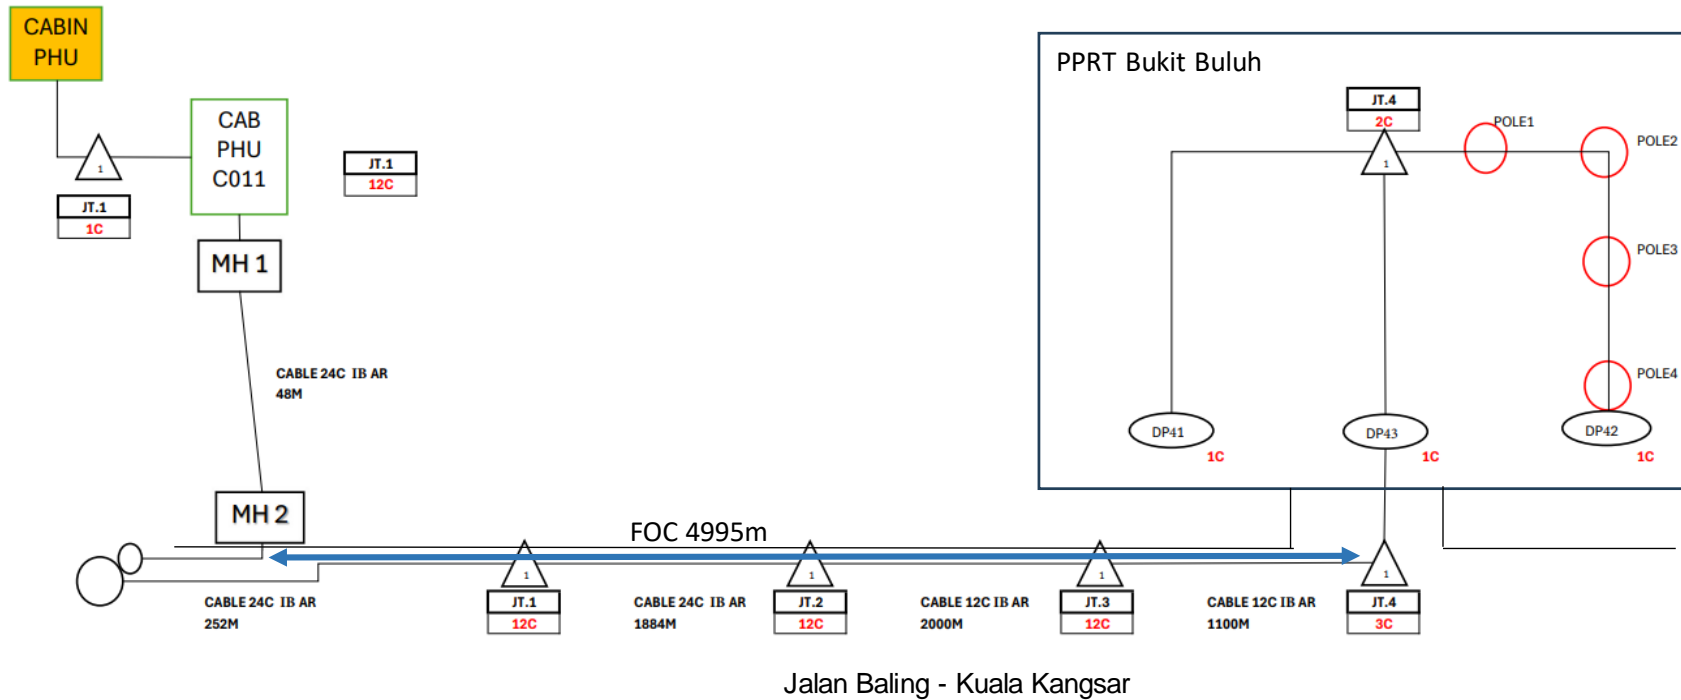 CABIN
PHU
CAB
PHU
C011
1
JT.1
1C
JT.1
12C
MH 1
CABLE 24C IB AR
48M
MH 2
PPRT Bukit Buluh
JT.4
2C
1
POLE1
POLE2
POLE3
POLE4
DP41
1C
DP43
1C
DP42
1C
FOC 4995m
CABLE 24C IB AR
252M
1
JT.1
12C
CABLE 24C IB AR
1884M
1
JT.2
12C
CABLE 12C IB AR
2000M
1
JT.3
12C
CABLE 12C IB AR
1100M
1
JT.4
3C
Jalan Baling - Kuala Kangsar